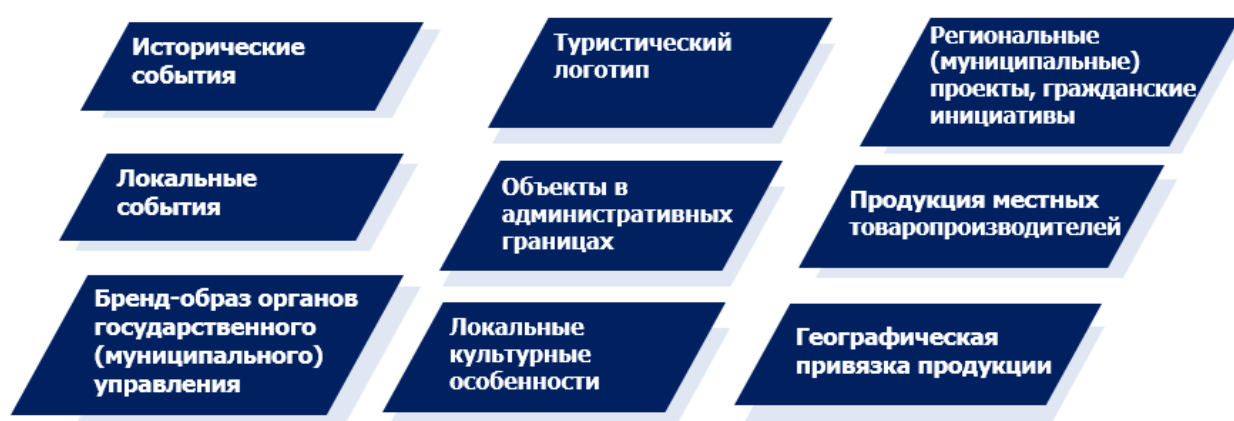 Исторические
события
Туристический
логотип
Региональные
(муниципальные)
проекты, гражданские
инициативы
Локальные
события
Объекты в
административных
границах
Продукция местных
товаропроизводителей
Бренд-образ органов
государственного
(муниципального)
управления
Локальные
культурные
особенности
Географическая
привязка продукции